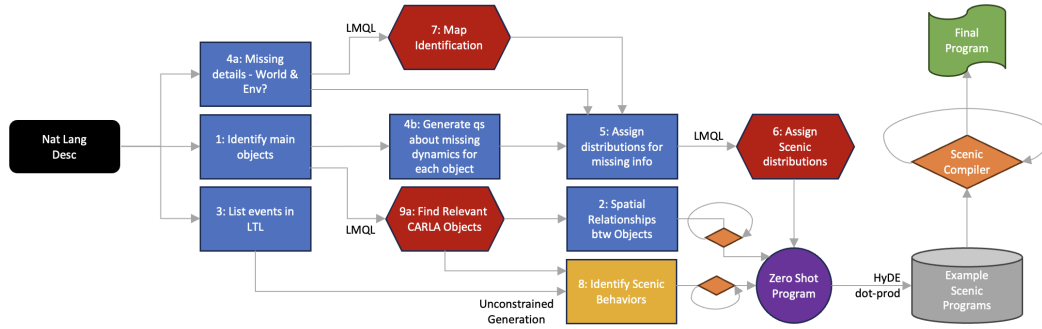 LMQL
7: Map
Identification
Final
Program
4a: Missing
details - World &
Env?
Nat Lang
Desc
1: Identify main
objects
4b: Generate qs
about missing
dynamics for
each object
5: Assign
distributions for
missing info
LMQL
6: Assign
Scenic
distributions
Scenic
Compiler
3: List events in
LTL
LMQL
9a: Find Relevant
CARLA Objects
2: Spatial
Relationships
btw Objects
8: Identify Scenic
Behaviors
Unconstrained
Generation
Zero Shot
Program
HyDE
dot-prod
Example
Scenic
Programs